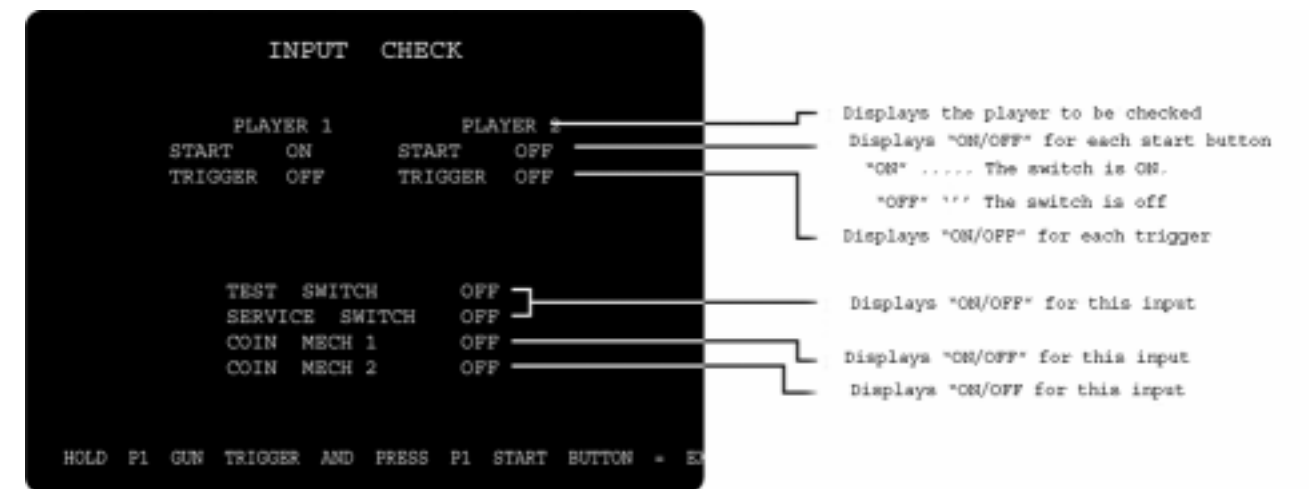 INPUT CHECK
PLAYER 1 PLAYER 2
START ON START OFF
TRIGGER OFF TRIGGER OFF
TEST SWITCH OFF
SERVICE SWITCH OFF
COIN MECH 1 OFF
COIN MECH 2 OFF
HOLD P1 GUN TRIGGER AND PRESS P1 START BUTTON =
Displays the player to be checked
Displays "ON/OFF" for each start button
"ON" ..... The switch is ON.
"OFF" ''' The switch is off
Displays "ON/OFF" for each trigger
Displays "ON/OFF" for this input
Displays "ON/OFF" for this input
Displays "ON/OFF for this input